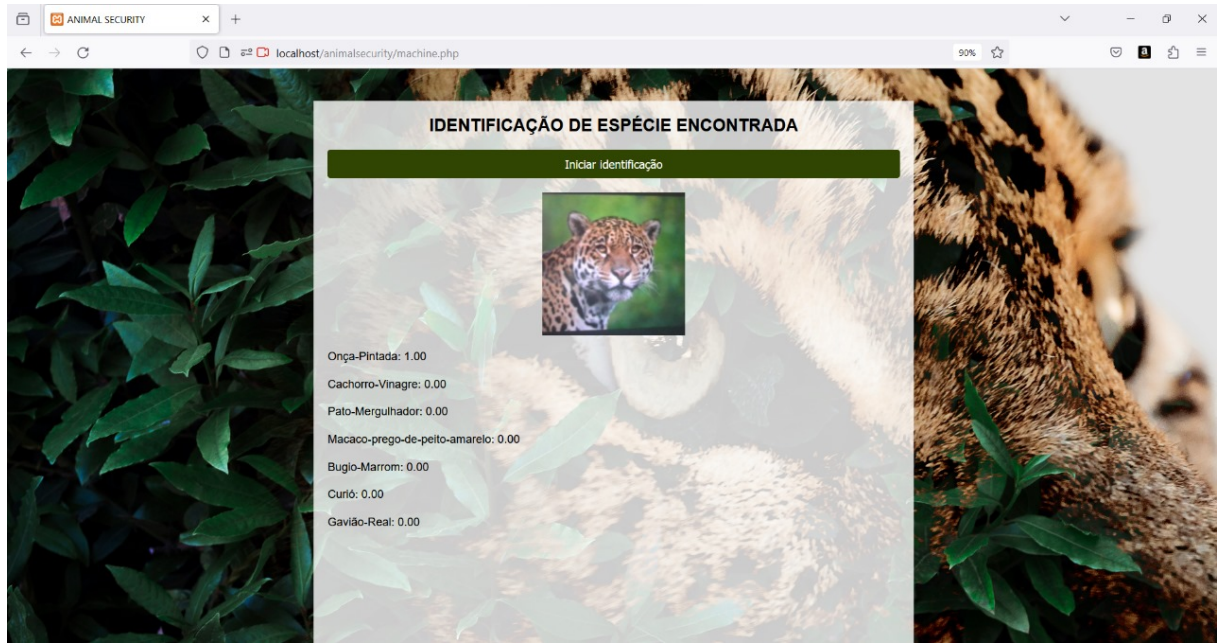 ANIMAL SECURITY
localhost/animalsecurity/machine.php
90%
IDENTIFICAÇÃO DE ESPÉCIE ENCONTRADA
Iniciar identificação
Onça-Pintada: 1.00
Cachorro-Vinagre: 0.00
Pato-Mergulhador: 0.00
Macaco-prego-de-peito-amarelo: 0.00
Bugio-Marrom: 0.00
Curió: 0.00
Gavião-Real: 0.00